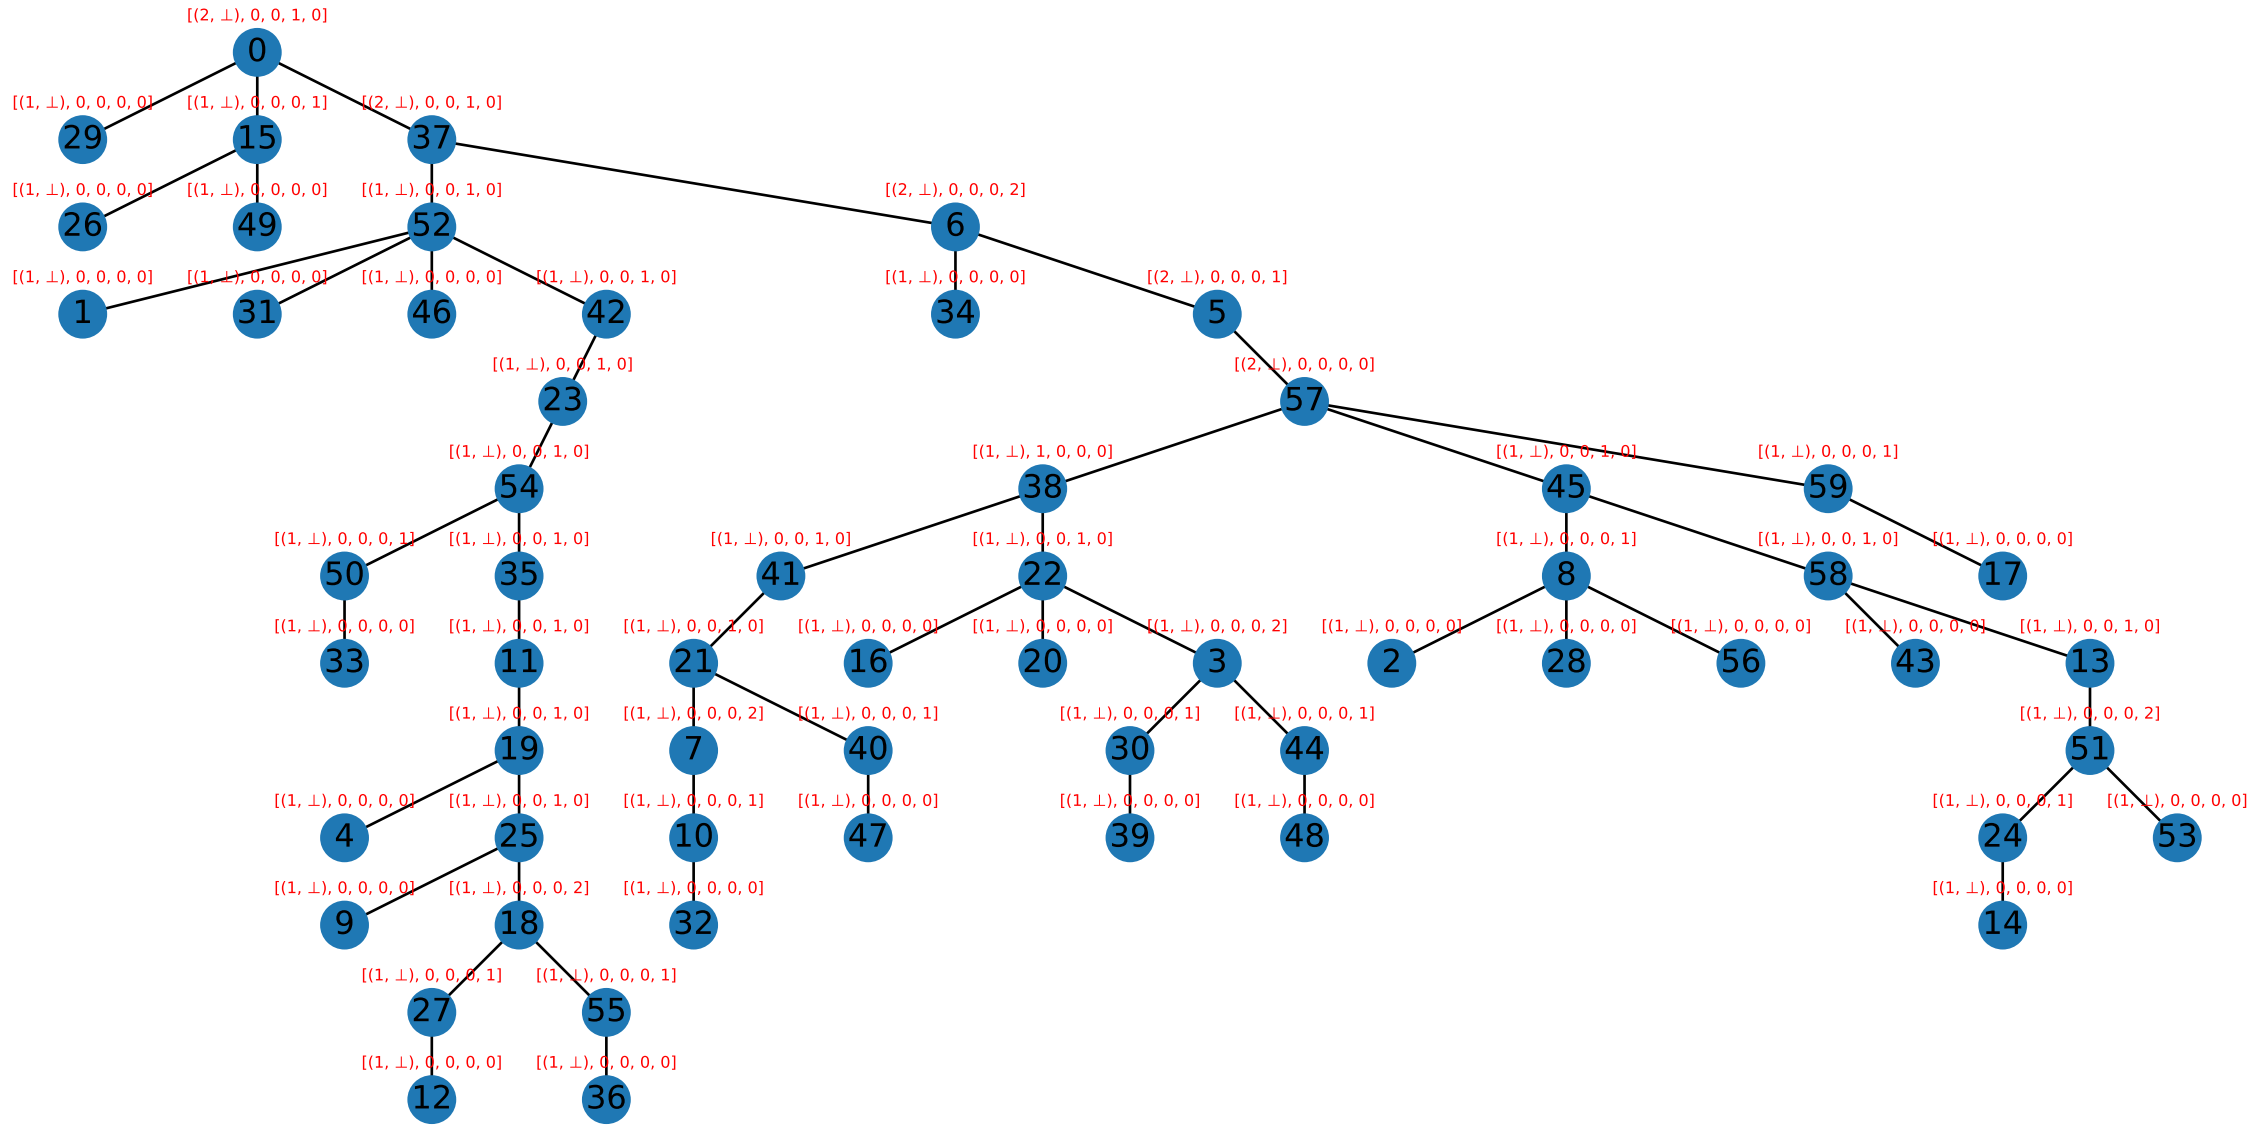 [(2, ⊥), 0, 0, 1, 0]
0
[(1, ⊥), 0, 0, 0, 0] [(1, ⊥), 0, 0, 0, 1] [(2, ⊥), 0, 0, 1, 0]
29 15 37
[(1, ⊥), 0, 0, 0, 0] [(1, ⊥), 0, 0, 0, 0] [(1, ⊥), 0, 0, 1, 0] [(2, ⊥), 0, 0, 0, 2]
26 49 52 6
[(1, ⊥), 0, 0, 0, 0] [(1, ⊥), 0, 0, 0, 0] [(1, ⊥), 0, 0, 0, 0] [(1, ⊥), 0, 0, 1, 0] [(1, ⊥), 0, 0, 0, 0] [(2, ⊥), 0, 0, 0, 1]
1 31 46 42 34 5
[(1, ⊥), 0, 0, 1, 0] [(2, ⊥), 0, 0, 0, 0]
23 57
[(1, ⊥), 0, 0, 1, 0] [(1, ⊥), 1, 0, 0, 0] [(1, ⊥), 0, 0, 1, 0] [(1, ⊥), 0, 0, 0, 1]
54 38 45 59
[(1, ⊥), 0, 0, 0, 1] [(1, ⊥), 0, 0, 1, 0] [(1, ⊥), 0, 0, 1, 0] [(1, ⊥), 0, 0, 1, 0] [(1, ⊥), 0, 0, 0, 1] [(1, ⊥), 0, 0, 1, 0] [(1, ⊥), 0, 0, 0, 0]
50 35 41 22 8 58 17
[(1, ⊥), 0, 0, 0, 0] [(1, ⊥), 0, 0, 1, 0] [(1, ⊥), 0, 0, 1, 0] [(1, ⊥), 0, 0, 0, 0] [(1, ⊥), 0, 0, 0, 0] [(1, ⊥), 0, 0, 0, 2] [(1, ⊥), 0, 0, 0, 0] [(1, ⊥), 0, 0, 0, 0] [(1, ⊥), 0, 0, 0, 0] [(1, ⊥), 0, 0, 0, 0] [(1, ⊥), 0, 0, 1, 0]
33 11 21 16 20 3 2 28 56 43 13
[(1, ⊥), 0, 0, 1, 0] [(1, ⊥), 0, 0, 0, 2] [(1, ⊥), 0, 0, 0, 1] [(1, ⊥), 0, 0, 0, 1] [(1, ⊥), 0, 0, 0, 1] [(1, ⊥), 0, 0, 0, 2]
19 7 40 30 44 51
[(1, ⊥), 0, 0, 0, 0] [(1, ⊥), 0, 0, 1, 0] [(1, ⊥), 0, 0, 0, 1] [(1, ⊥), 0, 0, 0, 0] [(1, ⊥), 0, 0, 0, 0] [(1, ⊥), 0, 0, 0, 0] [(1, ⊥), 0, 0, 0, 1] [(1, ⊥), 0, 0, 0, 0]
4 25 10 47 39 48 24 53
[(1, ⊥), 0, 0, 0, 0] [(1, ⊥), 0, 0, 0, 2] [(1, ⊥), 0, 0, 0, 0] [(1, ⊥), 0, 0, 0, 0]
9 18 32 14
[(1, ⊥), 0, 0, 0, 1] [(1, ⊥), 0, 0, 0, 1]
27 55
[(1, ⊥), 0, 0, 0, 0] [(1, ⊥), 0, 0, 0, 0]
12 36